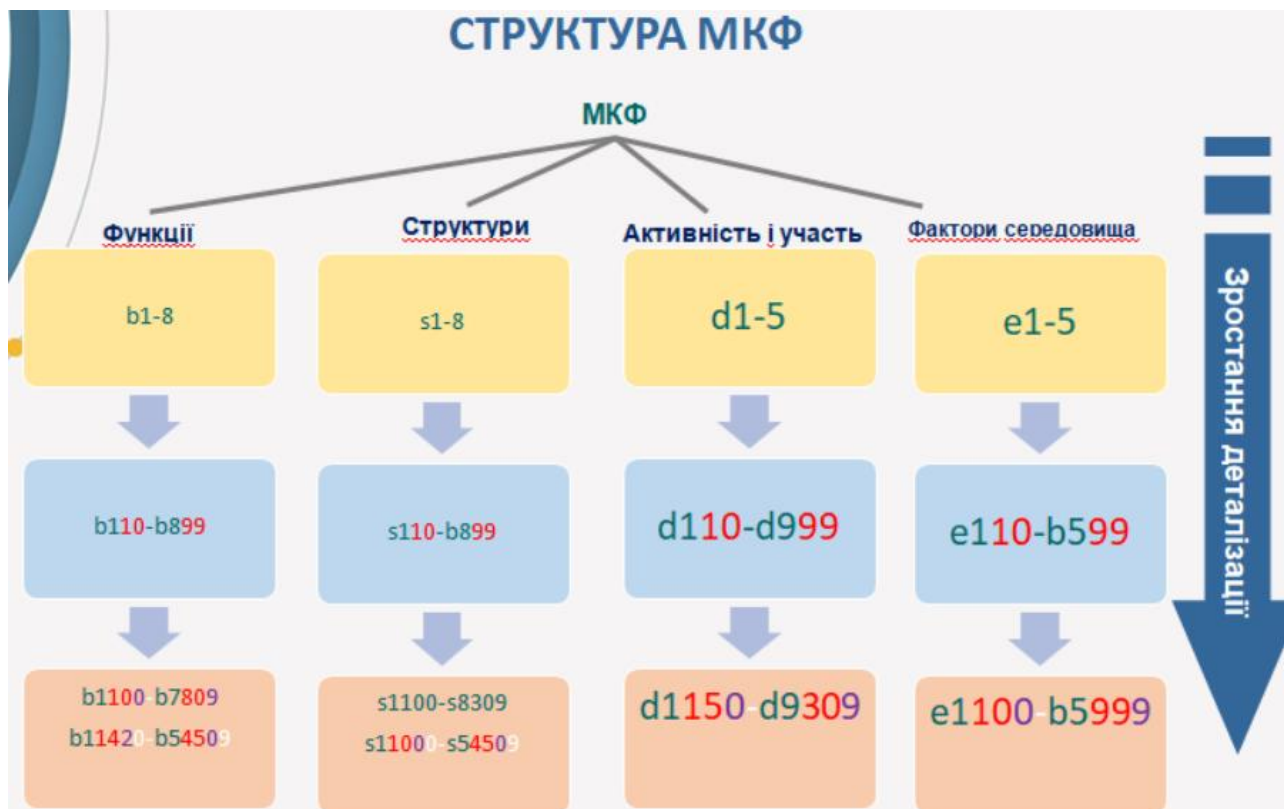 СТРУКТУРА МКФ
МКФ
Функції
Структури
Активність і участь
Фактори середовища
b1-8
s1-8
d1-5
e1-5
b110-b899
s110-b899
d110-d999
e110-b599
b1100-b7809
b11420-b54509
s1100-s8309
s11000-s54509
d1150-d9309
e1100-b5999
Зростання деталізації